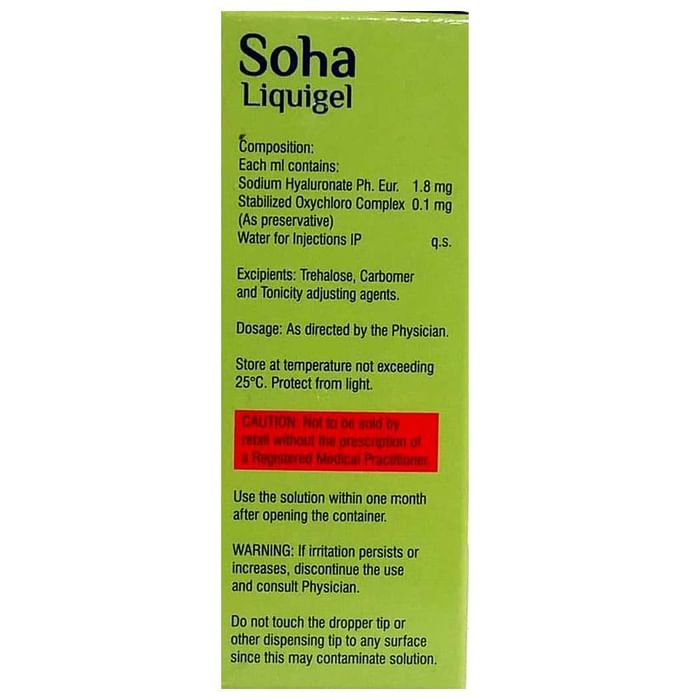 Soha
Liquigel
Composition:
Each ml contains:
Sodium Hyaluronate Ph. Eur. 1.8 mg
Stabilized Oxychloro Complex 0.1 mg
(As preservative)
Water for Injections IP q.s.
Excipients: Trehalose, Carbomer
and Tonicity adjusting agents.
Dosage: As directed by the Physician.
Store at temperature not exceeding
25°C. Protect from light.
CAUTION: Not to be sold by
retail without the prescription of
a Registered Medical Practitioner.
Use the solution within one month
after opening the container.
WARNING: If irritation persists or
increases, discontinue the use
and consult Physician.
Do not touch the dropper tip or
other dispensing tip to any surface
since this may contaminate solution.